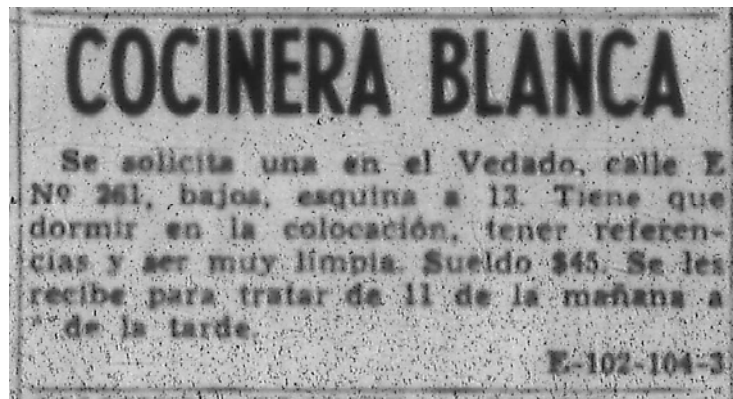 COCINERA BLANCA
Se solicita una en el Vedado, calle E
Nº 261, bajos, esquina a 13. Tiene que
dormir en la colocación, tener referen-
cias y ser muy limpia. Sueldo $45. Se les
recibe para tratar de 11 de la mañana a
de la tarde.
E-102-104-3